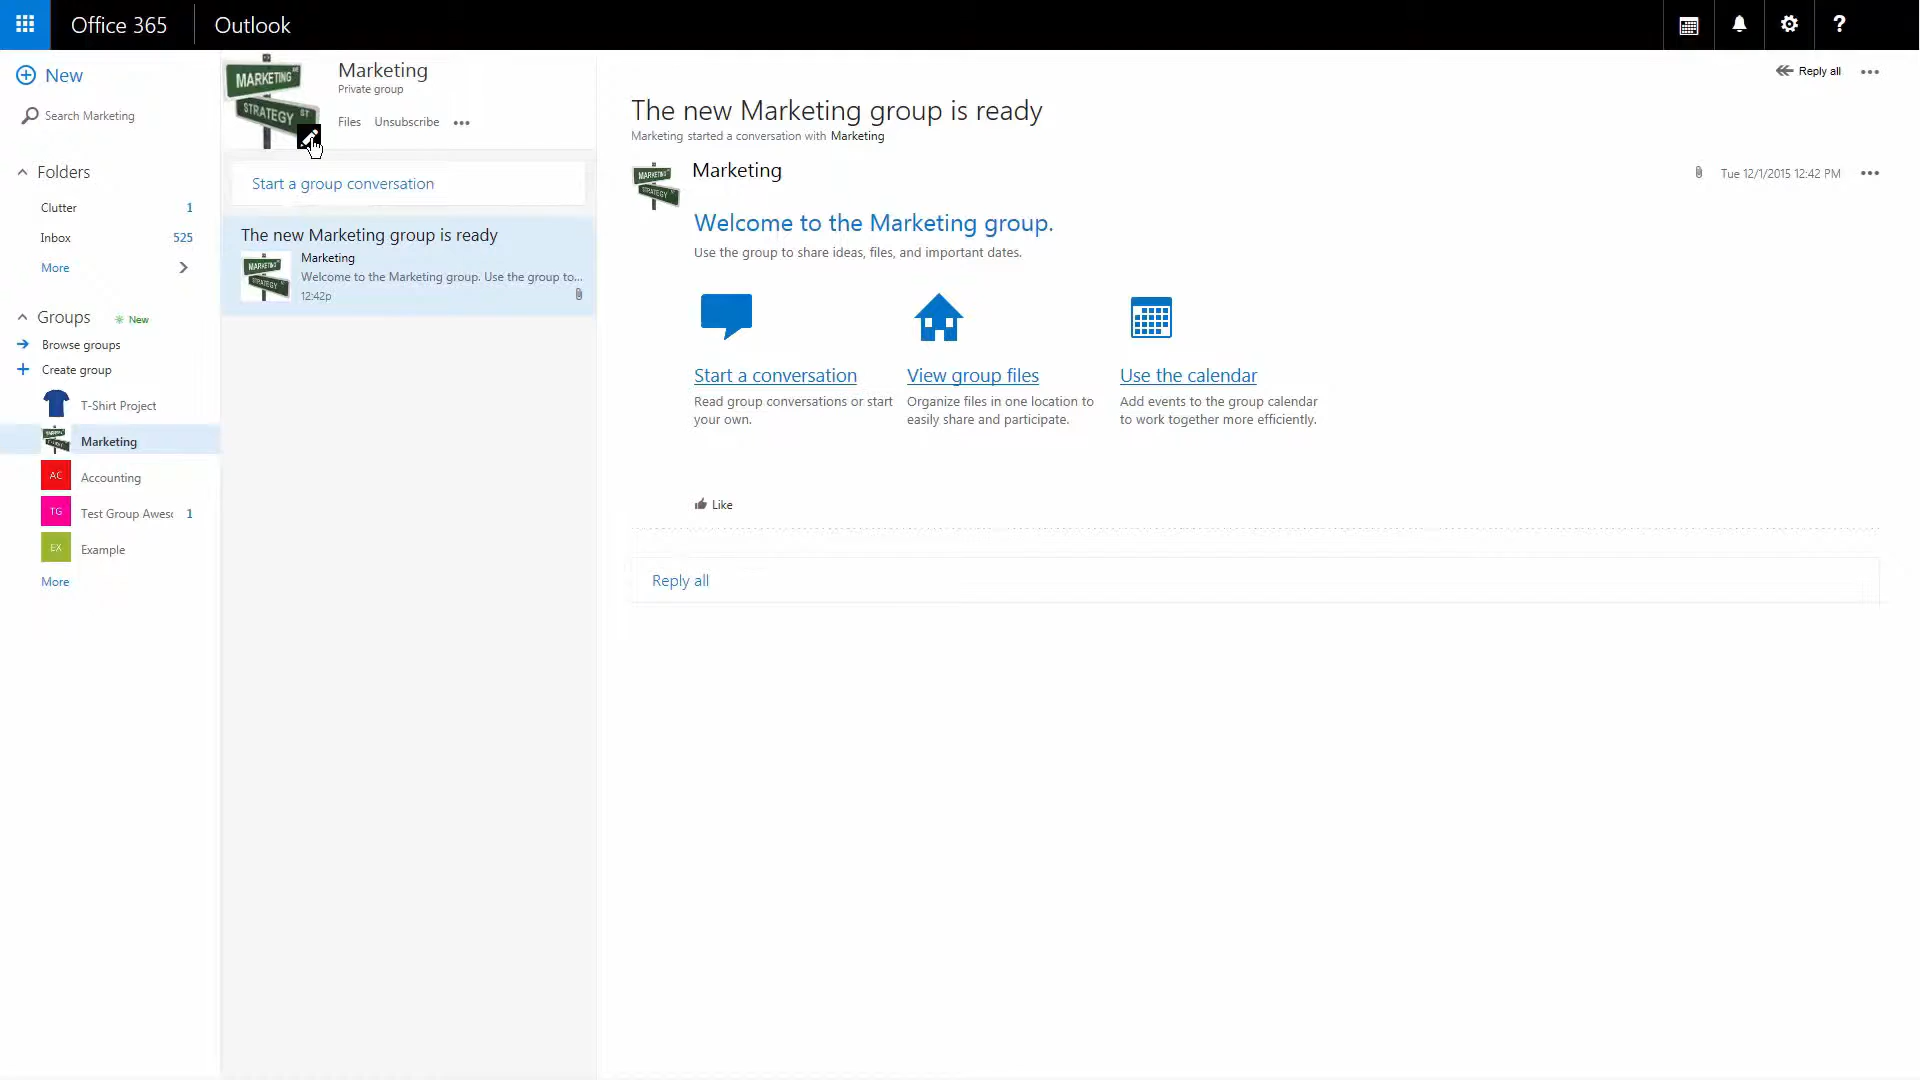 Office 365
Outlook
?
New
Search Marketing
Folders
Clutter 1
Inbox 525
More
Groups New
Browse groups
Create group
T-Shirt Project
Marketing
AC Accounting
TG Test Group Awesc 1
EX Example
More
MARKETING
STRATEGY ST
Marketing
Private group
Files Unsubscribe
Start a group conversation
The new Marketing group is ready
MARKETING
STRATEGY
Marketing
Welcome to the Marketing group. Use the group to...
12:42p
Reply all
The new Marketing group is ready
Marketing started a conversation with Marketing
MARKETING
STRATEGY
Marketing
Tue 12/1/2015 12:42 PM
Welcome to the Marketing group.
Use the group to share ideas, files, and important dates.
Start a conversation
Read group conversations or start
your own.
View group files
Organize files in one location to
easily share and participate.
Use the calendar
Add events to the group calendar
to work together more efficiently.
Like
Reply all